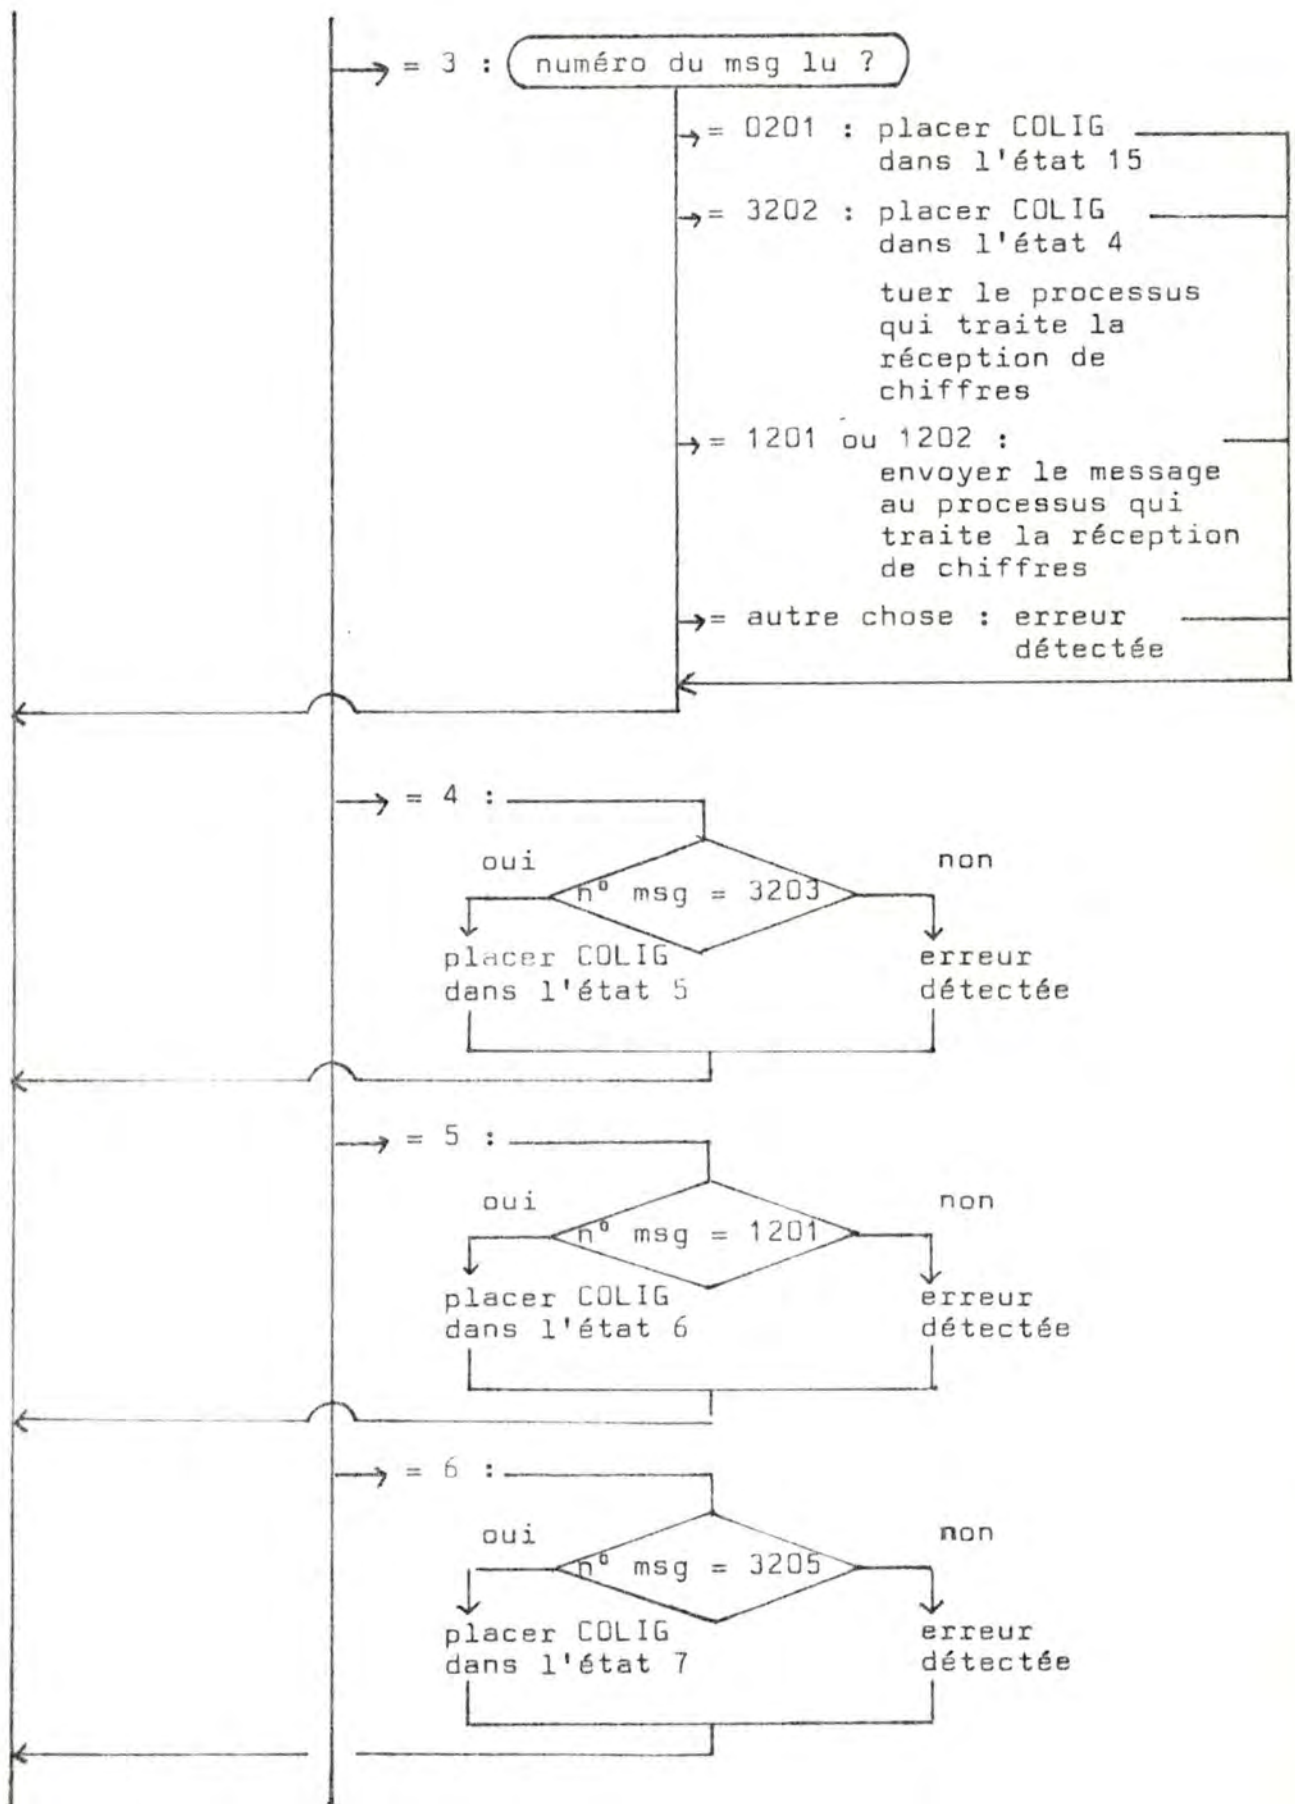 = 3 : numéro du msg lu ?
= 0201 : placer COLIG
dans l'état 15
= 3202 : placer COLIG
dans l'état 4
tuer le processus
qui traite la
réception de
chiffres
= 1201 ou 1202 :
envoyer le message
au processus qui
traite la réception
de chiffres
= autre chose : erreur
détectée
= 4 :
oui
non
n° msg = 3203
placer COLIG
dans l'état 5
erreur
détectée
= 5 :
oui
non
n° msg = 1201
placer COLIG
dans l'état 6
erreur
détectée
= 6 :
oui
non
n° msg = 3205
placer COLIG
dans l'état 7
erreur
détectée